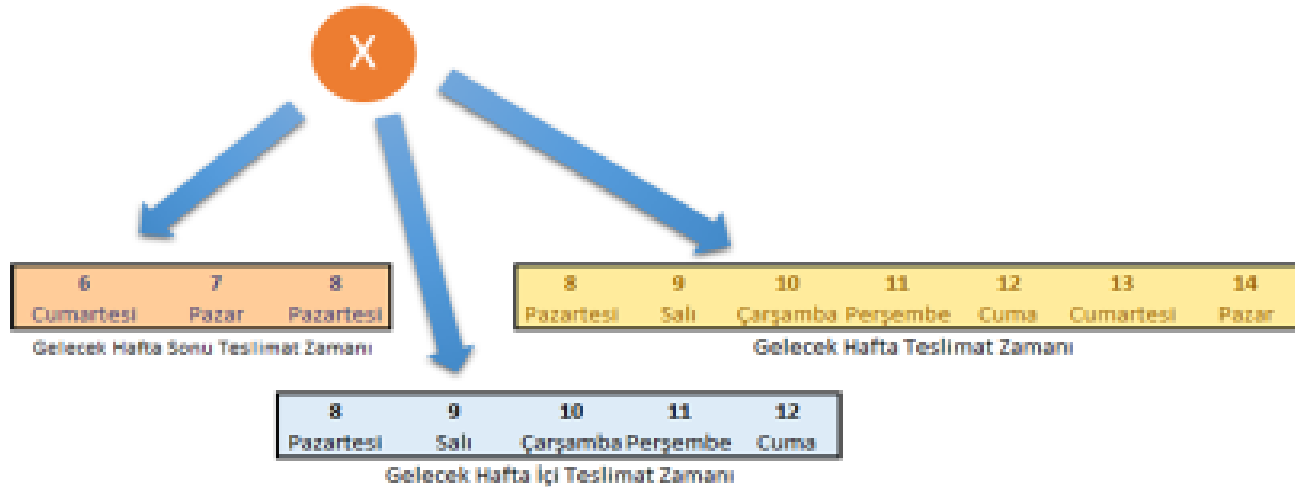 X
6 7 8
Cumartesi Pazar Pazartesi
Gelecek Hafta Sonu Teslimat Zamanı
8 9 10 11 12 13 14
Pazartesi Salı Çarşamba Perşembe Cuma Cumartesi Pazar
Gelecek Hafta Teslimat Zamanı
8 9 10 11 12
Pazartesi Salı Çarşamba Perşembe Cuma
Gelecek Hafta İçi Teslimat Zamanı